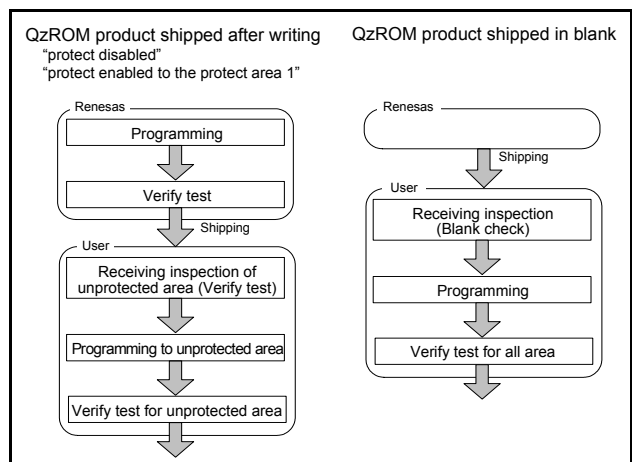 QzROM product shipped after writing
“protect disabled”
“protect enabled to the protect area 1”
Renesas
Programming
Verify test
Shipping
User
Receiving inspection of
unprotected area (Verify test)
Programming to unprotected area
Verify test for unprotected area
QzROM product shipped in blank
Renesas
Shipping
User
Receiving inspection
(Blank check)
Programming
Verify test for all area